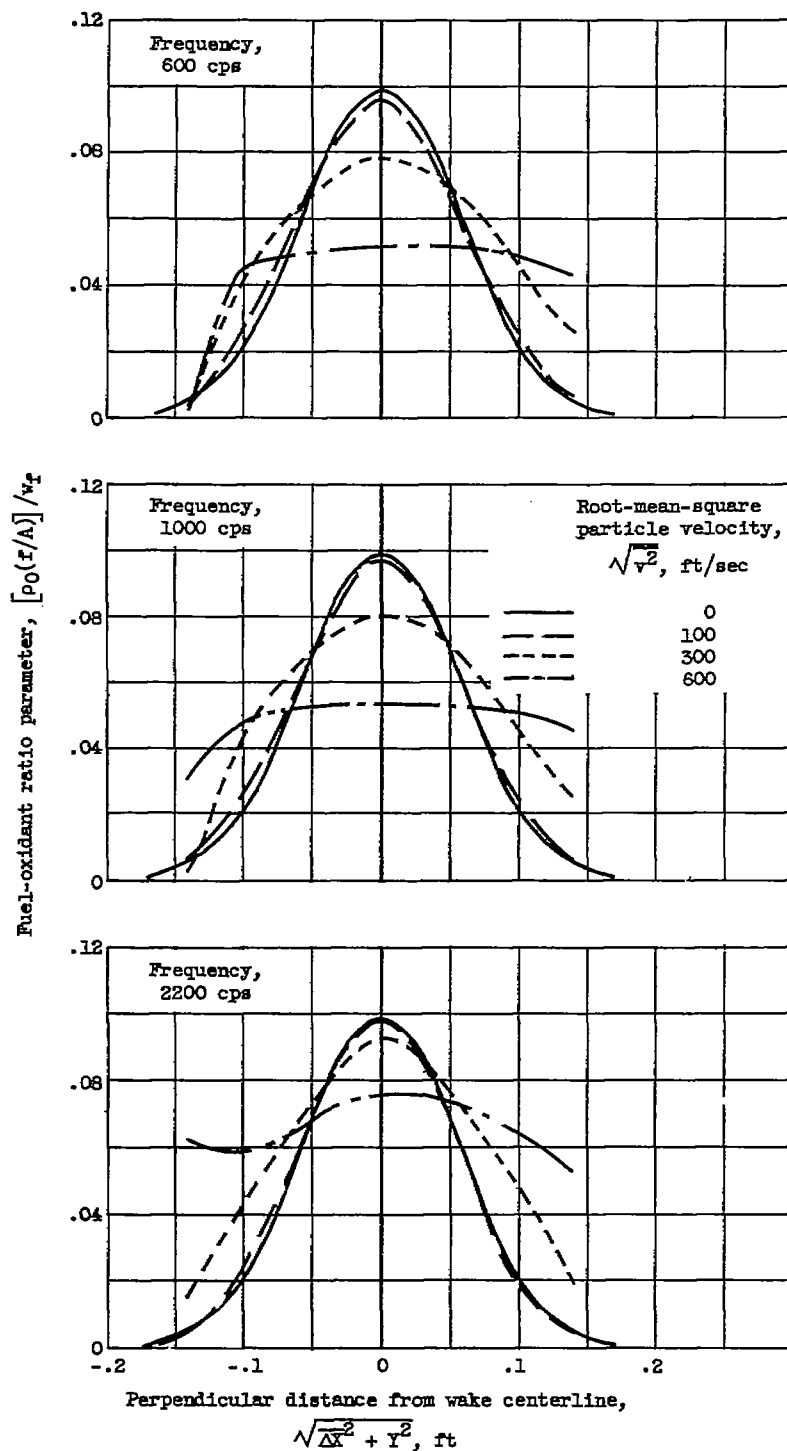 .12
Frequency,
600 cps
.08
.04
0
.12
Frequency,
1000 cps
Root-mean-square
particle velocity,
√v̅², ft/sec
0
100
300
600
.08
.04
0
Fuel-oxidant ratio parameter, [ρ0(f/A)]/wf
.12
Frequency,
2200 cps
.08
.04
0
-.2 -.1 0 .1 .2
Perpendicular distance from wake centerline,
√ΔX̅² + Y², ft